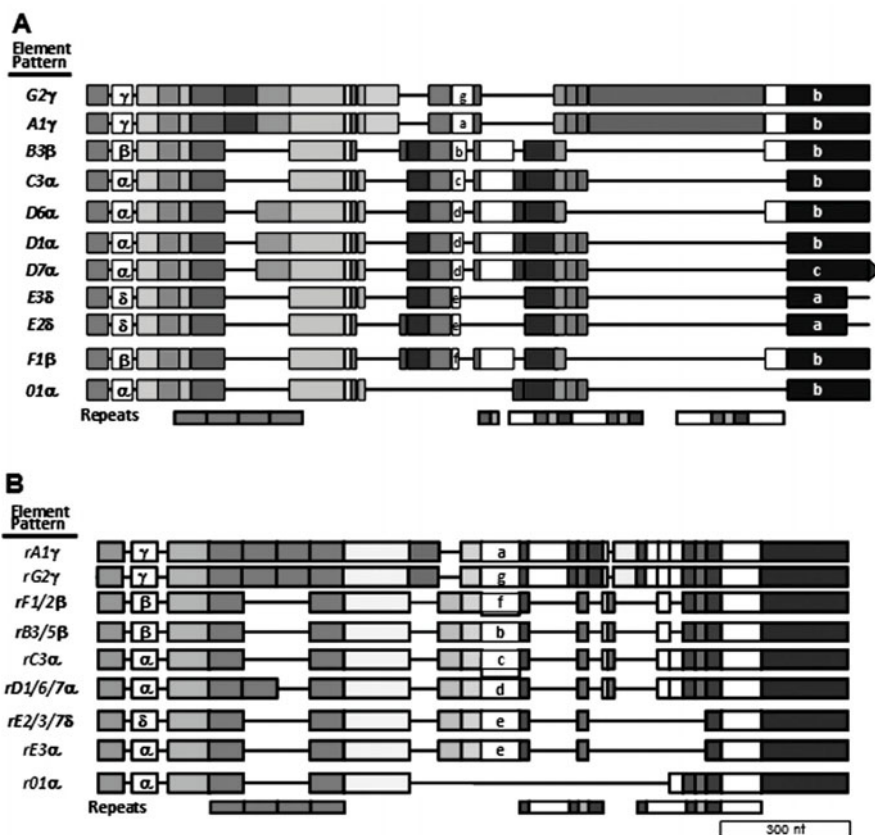 A
Element
Pattern
G2γ γ g b
A1γ γ a b
B3β β b b
C3α α c b
D6α α d b
D1α α d b
D7α α d c
E3δ δ e a
E2δ δ e a
F1β β f b
01α α b
Repeats
B
Element
Pattern
rA1γ γ a
rG2γ γ g
rF1/2β β f
rB3/5β β b
rC3α α c
rD1/6/7α α d
rE2/3/7δ δ e
rE3α α e
r01α α
Repeats
300 nt